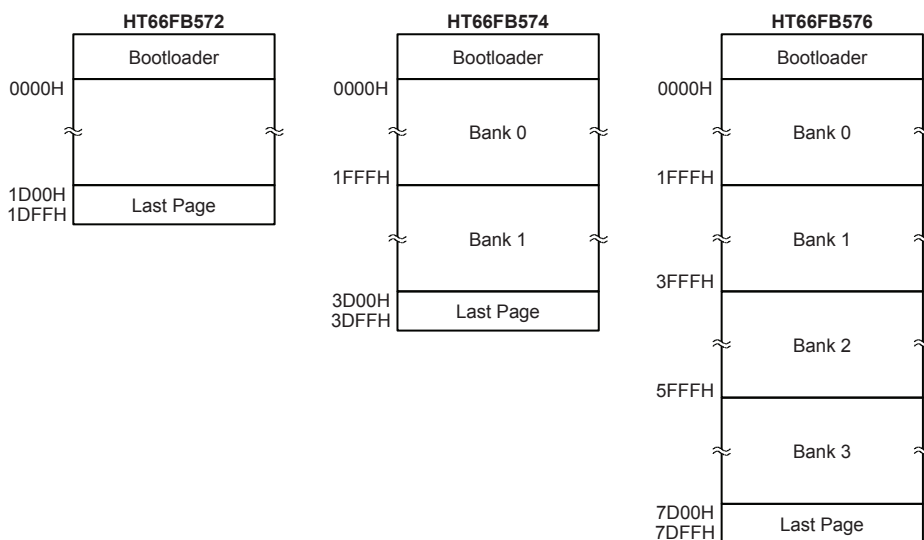 HT66FB572
Bootloader
0000H
1D00H
1DFFH
Last Page
HT66FB574
Bootloader
0000H
Bank 0
1FFFH
Bank 1
3D00H
3DFFH
Last Page
HT66FB576
Bootloader
0000H
Bank 0
1FFFH
Bank 1
3FFFH
Bank 2
5FFFH
Bank 3
7D00H
7DFFH
Last Page